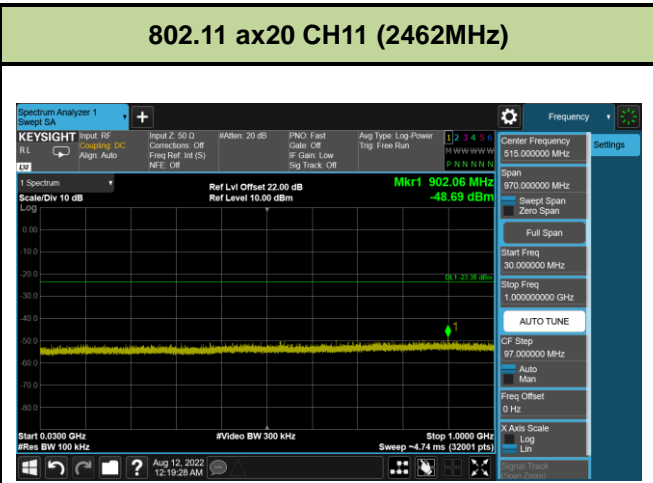 802.11 ax20 CH11 (2462MHz)
Spectrum Analyzer 1
Swept SA
Frequency
KEYSIGHT
RL
LXI
Input: RF
Coupling: DC
Align: Auto
Input Z: 50 Ω
Corrections: Off
Freq Ref: Int (S)
NFE: Off
#Atten: 20 dB
PNO: Fast
Gate: Off
IF Gain: Low
Sig Track: Off
Avg Type: Log-Power
Trig: Free Run
1 2 3 4 5 6
M W W W W W
P N N N N N
Center Frequency
515.000000 MHz
Settings
1 Spectrum
Scale/Div 10 dB
Ref Lvl Offset 22.00 dB
Ref Level 10.00 dBm
Mkr1 902.06 MHz
-48.69 dBm
Span
970.000000 MHz
Swept Span
Zero Span
Full Span
Start Freq
30.000000 MHz
Stop Freq
1.000000000 GHz
AUTO TUNE
CF Step
97.000000 MHz
Auto
Man
Freq Offset
0 Hz
X Axis Scale
Log
Lin
Signal Track
(Span Zoom)
Log
0.00
-10.0
-20.0
DL1 -23.38 dBm
-30.0
-40.0
1
-50.0
-60.0
-70.0
-80.0
Start 0.0300 GHz
#Video BW 300 kHz
Stop 1.0000 GHz
#Res BW 100 kHz
Sweep ~4.74 ms (32001 pts)
Aug 12, 2022
12:19:28 AM